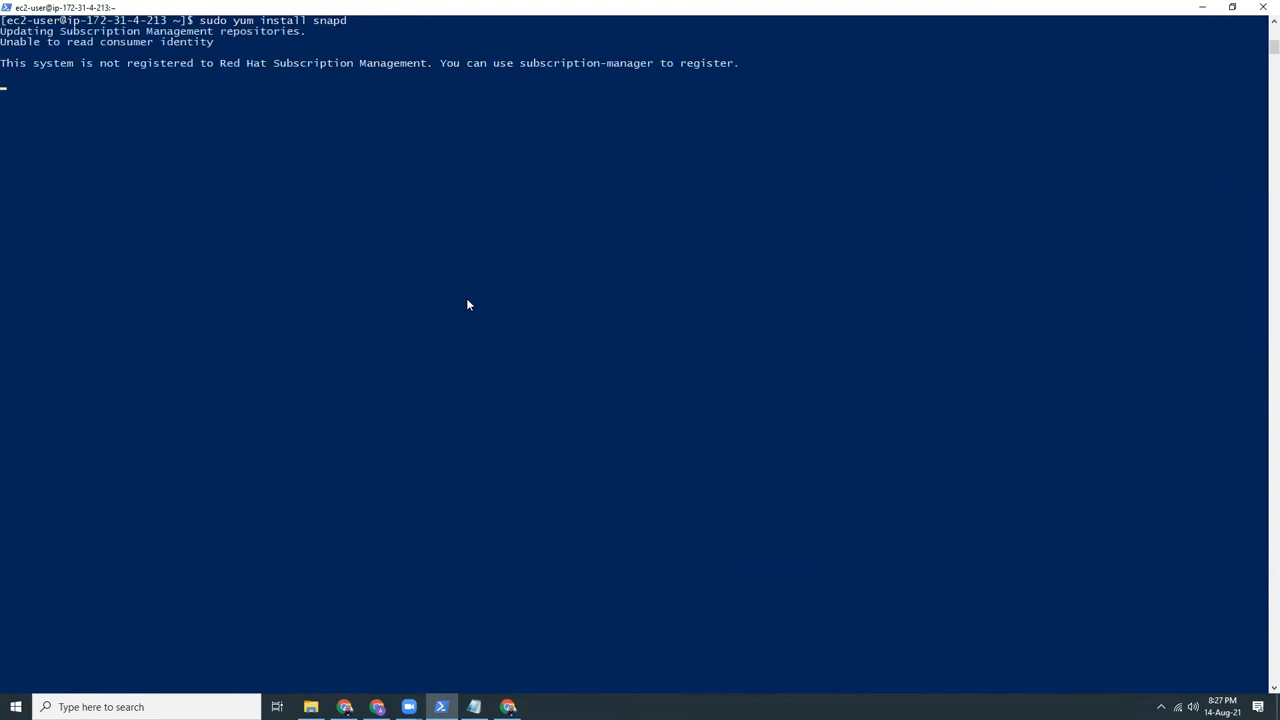 ec2-user@ip-172-31-4-213:~
[ec2-user@ip-172-31-4-213 ~]$ sudo yum install snapd
Updating Subscription Management repositories.
Unable to read consumer identity
This system is not registered to Red Hat Subscription Management. You can use subscription-manager to register.
Type here to search
8:27 PM
14-Aug-21